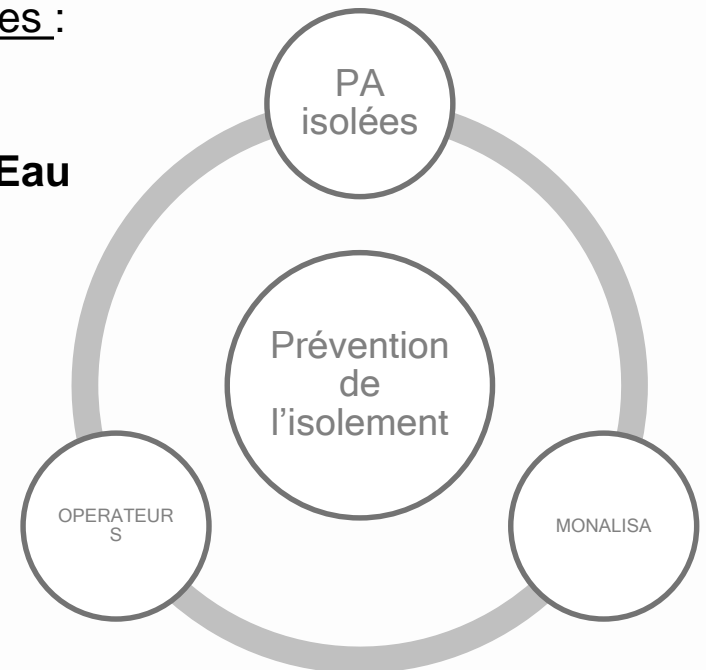 es :
PA
isolées
Eau
Prévention
de
l'isolement
OPERATEUR
S
MONALISA